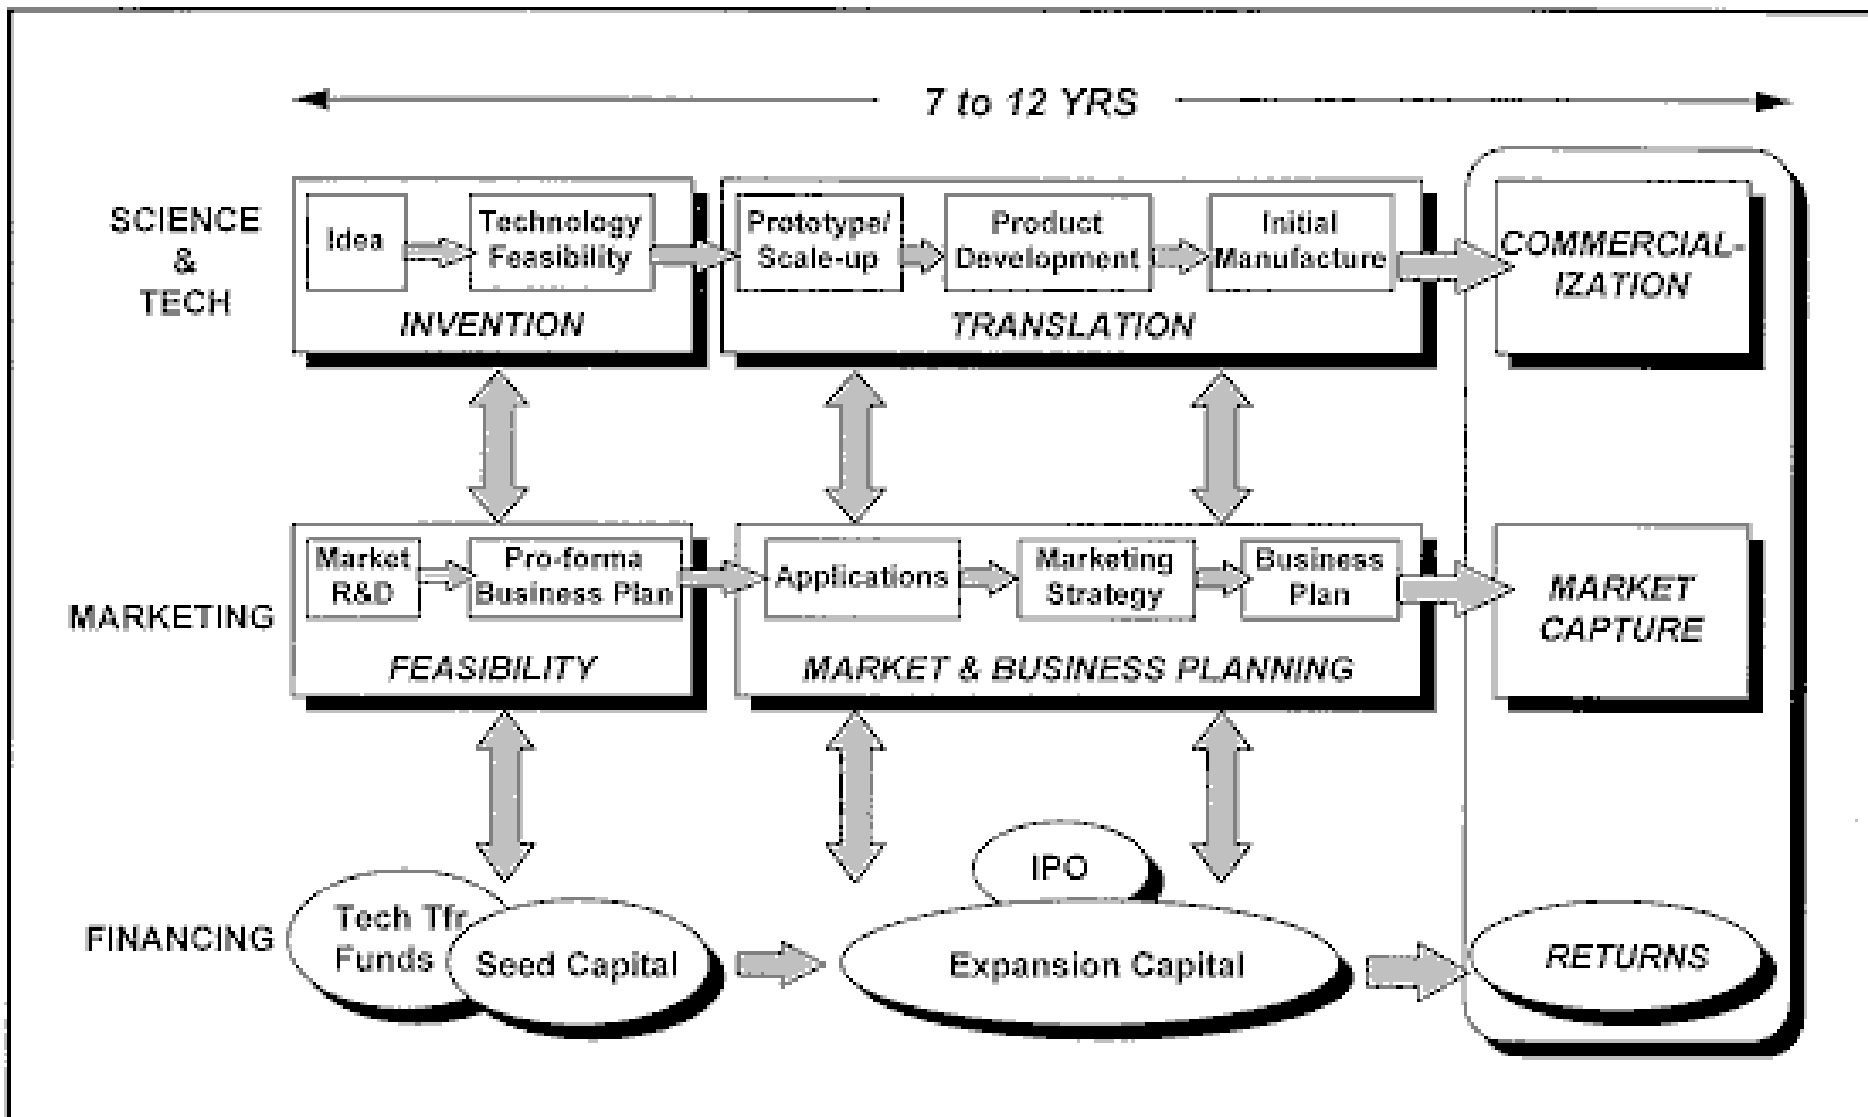 7 to 12 YRS
SCIENCE
&
TECH
Idea
Technology
Feasibility
INVENTION
Prototype/
Scale-up
Product
Development
Initial
Manufacture
TRANSLATION
COMMERCIAL-
IZATION
MARKETING
Market
R&D
Pro-forma
Business Plan
FEASIBILITY
Applications
Marketing
Strategy
Business
Plan
MARKET & BUSINESS PLANNING
MARKET
CAPTURE
FINANCING
Tech Tfr
Funds
Seed Capital
IPO
Expansion Capital
RETURNS